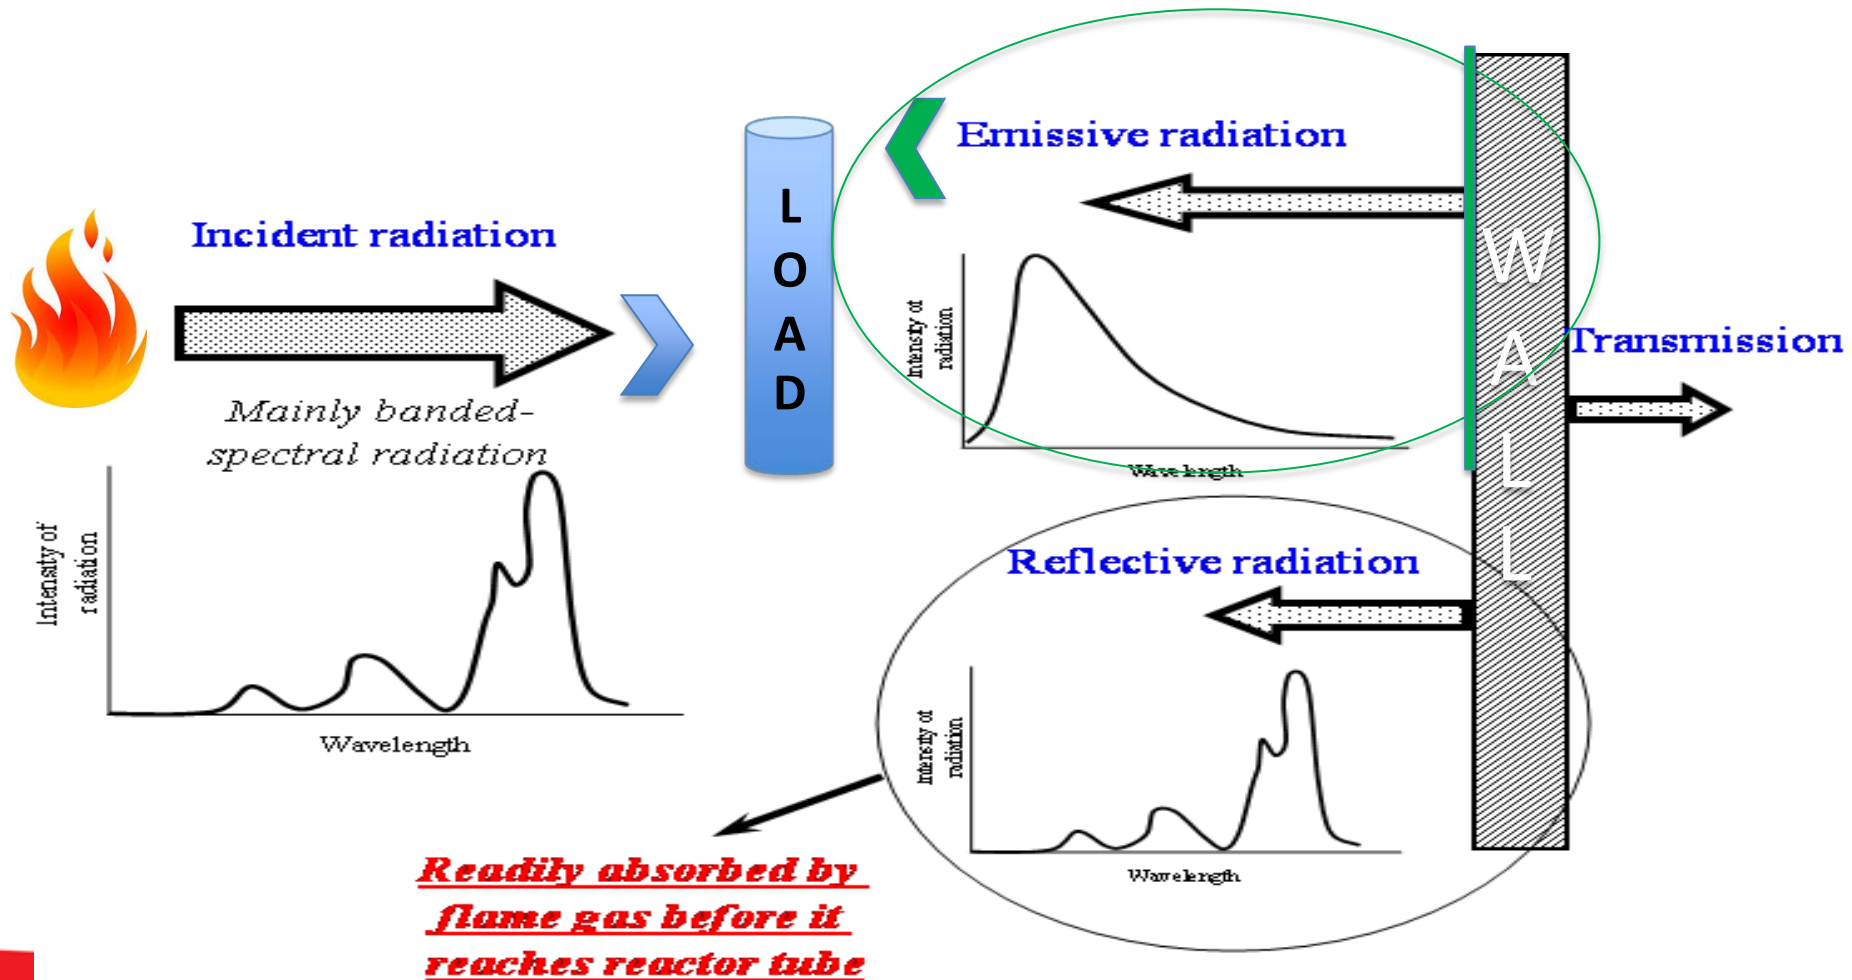 Emissive radiation
Incident radiation
L
O
A
D
W
A
L
L
Transmission
Mainly banded-
spectral radiation
Intensity of
radiation
Wavelength
Intensity of
radiation
Wavelength
Reflective radiation
Intensity of
radiation
Wavelength
Readily absorbed by
flame gas before it
reaches reactor tube